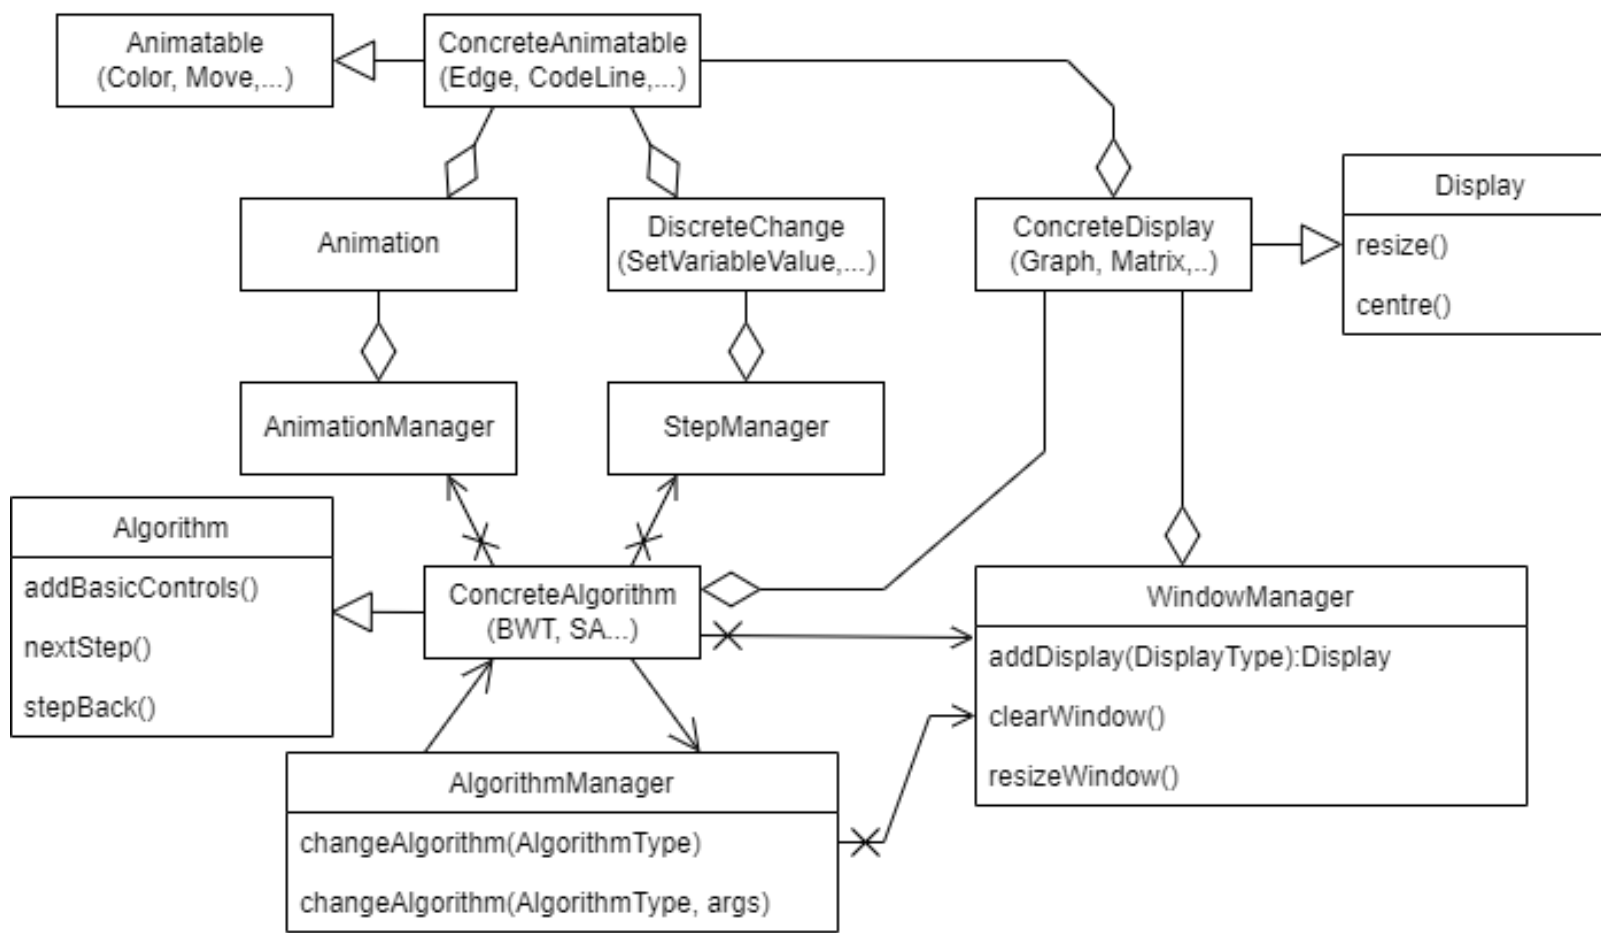 Animatable
(Color, Move,...)
ConcreteAnimatable
(Edge, CodeLine,...)
Animation
DiscreteChange
(SetVariableValue,...)
ConcreteDisplay
(Graph, Matrix,..)
Display
resize()
centre()
AnimationManager
StepManager
Algorithm
addBasicControls()
nextStep()
stepBack()
ConcreteAlgorithm
(BWT, SA...)
WindowManager
addDisplay(DisplayType):Display
clearWindow()
resizeWindow()
AlgorithmManager
changeAlgorithm(AlgorithmType)
changeAlgorithm(AlgorithmType, args)